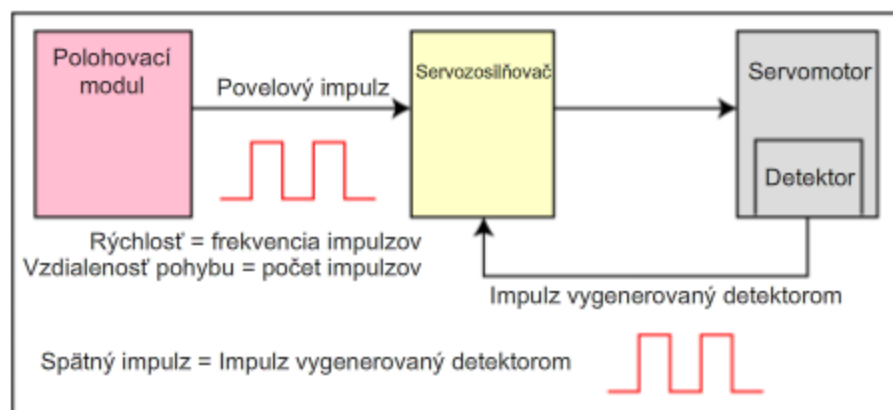 Polohovací
modul
Povelový impulz
Servozosilňovač
Servomotor
Detektor
Rýchlosť = frekvencia impulzov
Vzdialenosť pohybu = počet impulzov
Impulz vygenerovaný detektorom
Spätný impulz = Impulz vygenerovaný detektorom